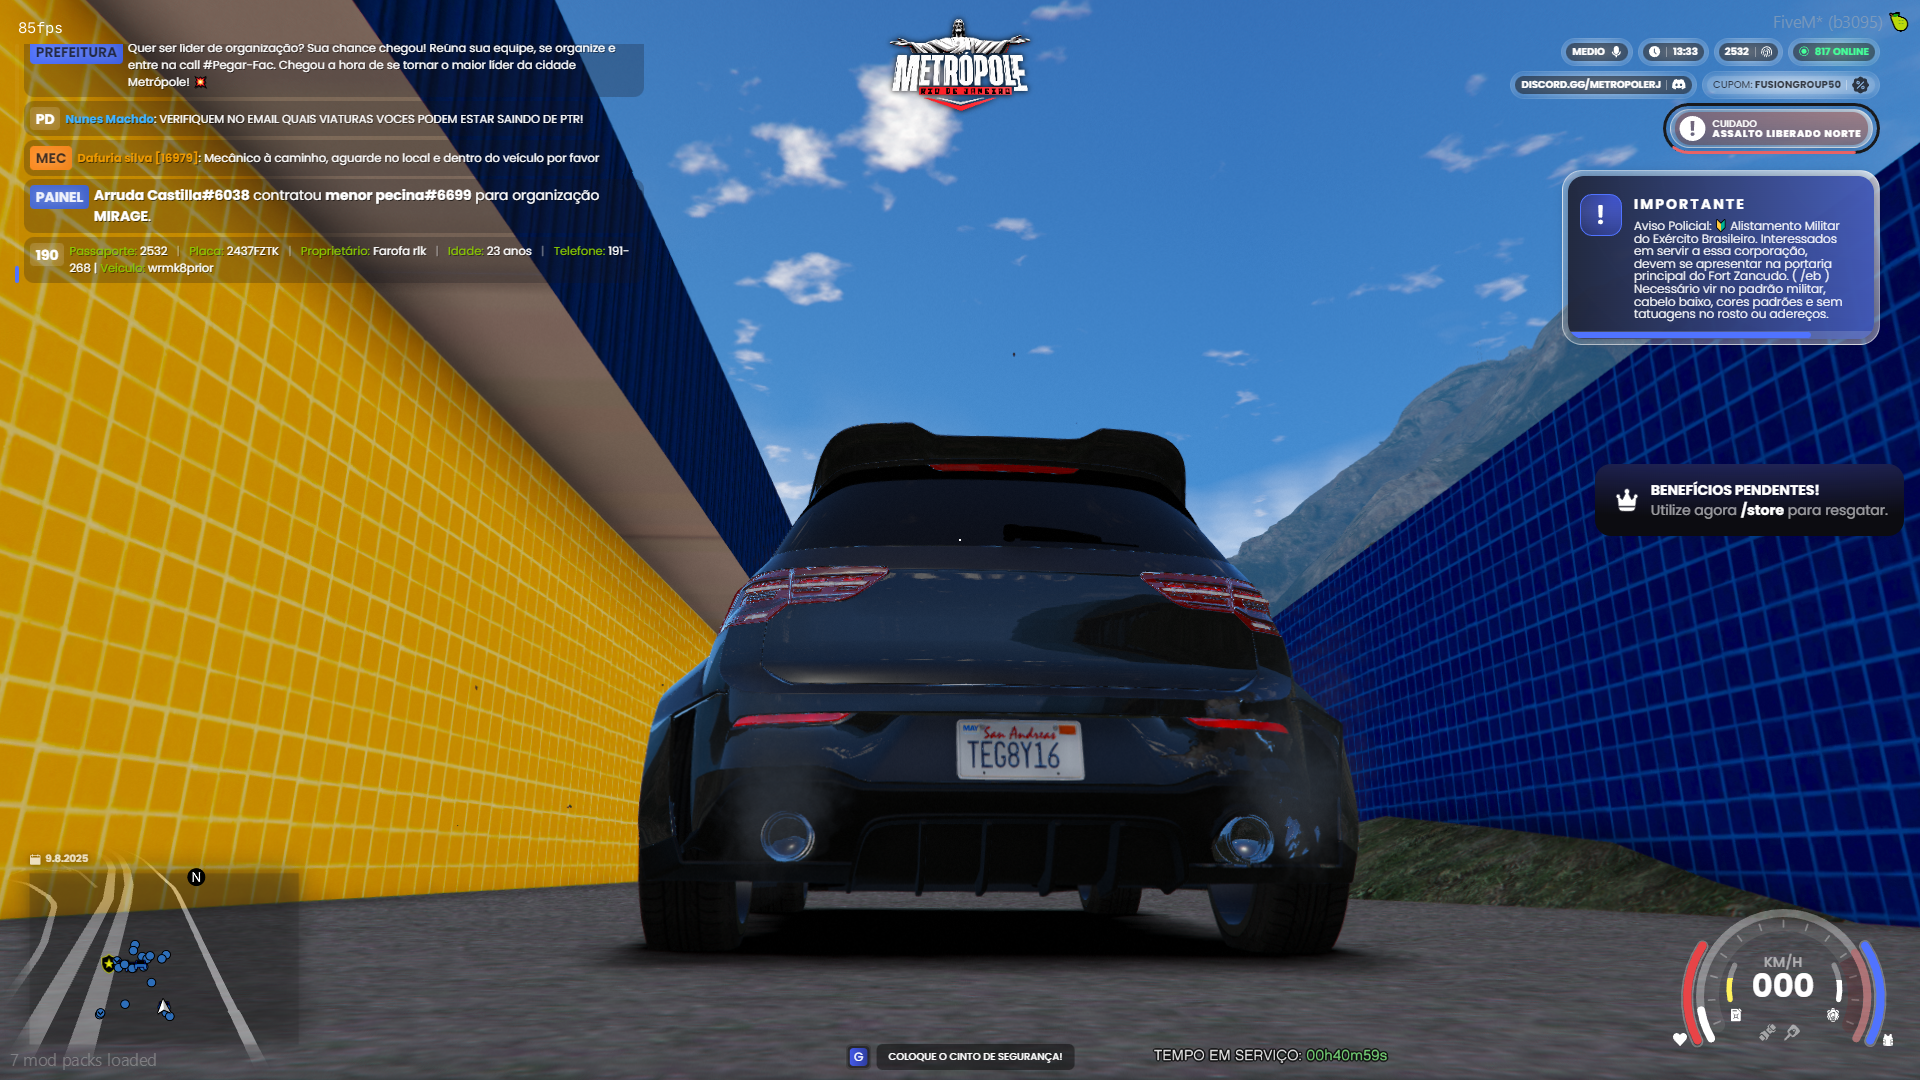 85fps
FiveM* (b3095)
PREFEITURA Quer ser lider de organização? Sua chance chegou! Reúna sua equipe, se organize e
entre na call #Pegar-Fac. Chegou a hora de se tornar o maior líder da cidade
Metrópole!
PD Nunes Machdo: VERIFIQUEM NO EMAIL QUAIS VIATURAS VOCES PODEM ESTAR SAINDO DE PTR!
MEC Dafuria silva [16979]: Mecânico à caminho, aguarde no local e dentro do veículo por favor
PAINEL Arruda Castilla#6038 contratou menor pecina#6699 para organização
MIRAGE.
190 Passaporte: 2532 | Placa: 2437FZTK | Proprietário: Farofa rlk | Idade: 23 anos | Telefone: 191-
268 | Veículo: wrmk8prior
METRÓPOLE
RIO DE JANEIRO
MEDIO | 13:33 2532 | 817 ONLINE
DISCORD.GG/METROPOLERJ | CUPOM: FUSIONGROUP50 |
! CUIDADO
ASSALTO LIBERADO NORTE
! IMPORTANTE
Aviso Policial: Alistamento Militar
do Exército Brasileiro. Interessados
em servir a essa corporação,
devem se apresentar na portaria
principal do Fort Zancudo. ( /eb )
Necessário vir no padrão militar,
cabelo baixo, cores padrões e sem
tatuagens no rosto ou adereços.
BENEFÍCIOS PENDENTES!
Utilize agora /store para resgatar.
MAY San Andreas
TEG8Y16
9.8.2025
N
KM/H
000
7 mod packs loaded
G COLOQUE O CINTO DE SEGURANÇA!
TEMPO EM SERVIÇO: 00h40m59s